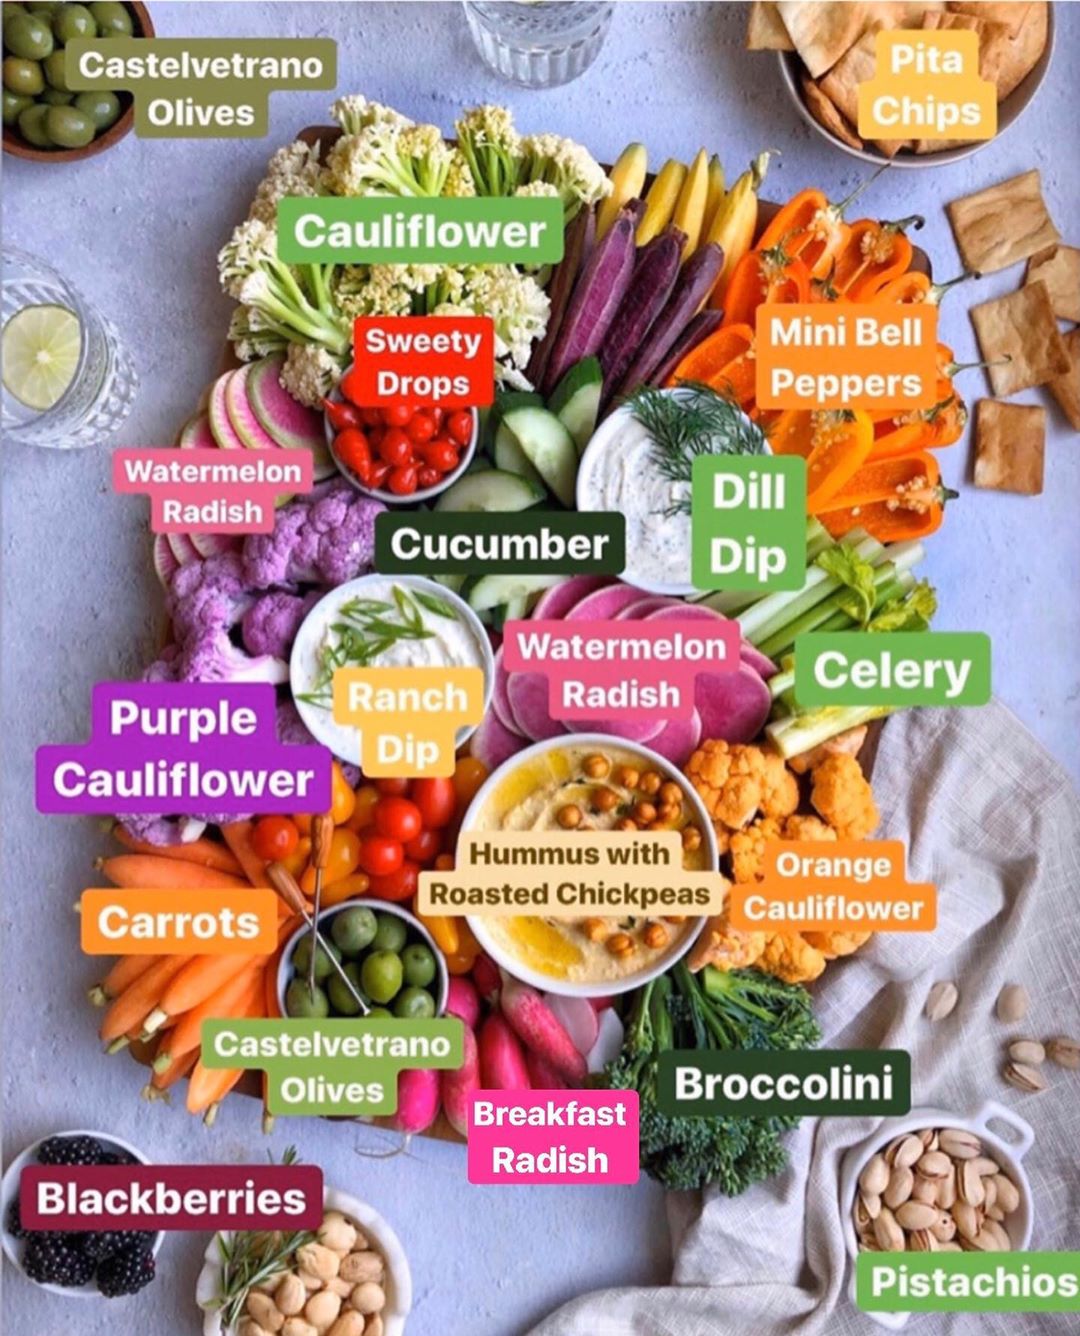 Castelvetrano
Olives
Pita
Chips
Cauliflower
Sweety
Drops
Mini Bell
Peppers
Watermelon
Radish
Dill
Dip
Cucumber
Watermelon
Radish
Celery
Ranch
Dip
Purple
Cauliflower
Hummus with
Roasted Chickpeas
Orange
Cauliflower
Carrots
Castelvetrano
Olives
Broccolini
Breakfast
Radish
Blackberries
Pistachios